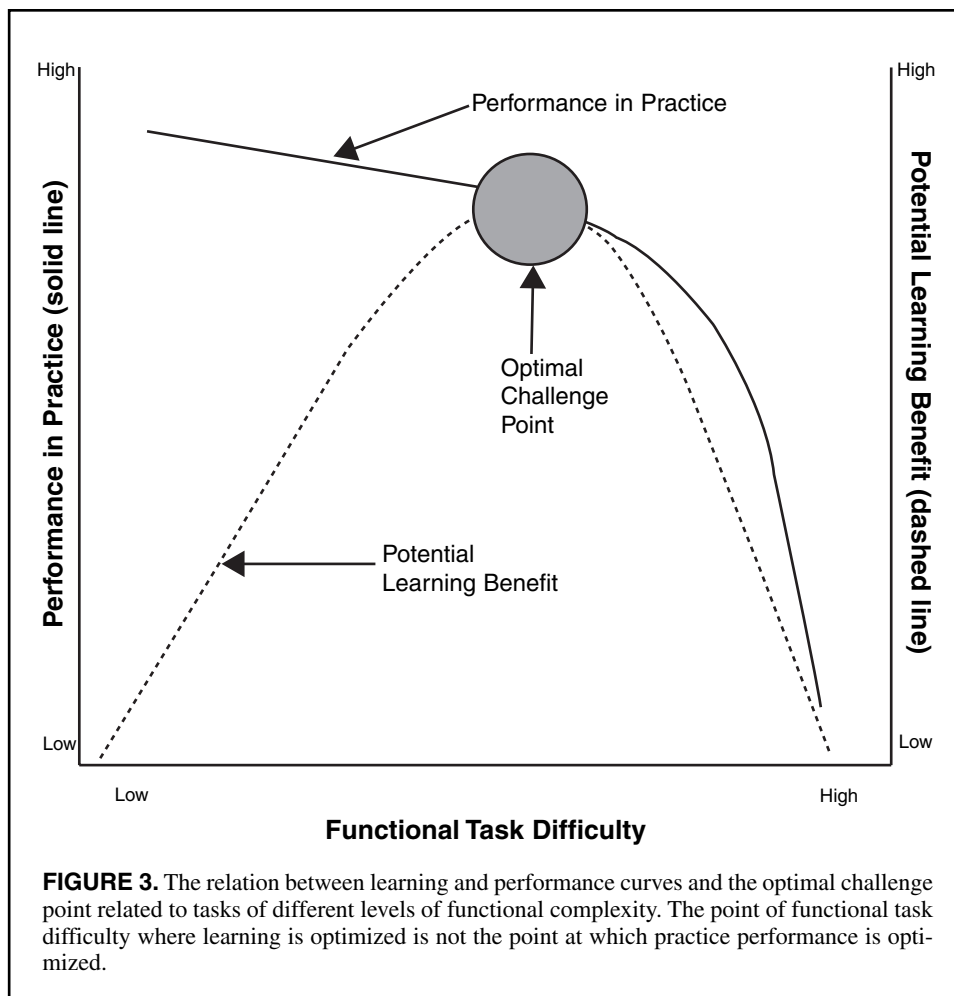 High
High
Performance in Practice
Performance in Practice (solid line)
Potential Learning Benefit (dashed line)
Optimal
Challenge
Point
Potential
Learning Benefit
Low
Low
Low
High
Functional Task Difficulty
FIGURE 3. The relation between learning and performance curves and the optimal challenge
point related to tasks of different levels of functional complexity. The point of functional task
difficulty where learning is optimized is not the point at which practice performance is opti-
mized.